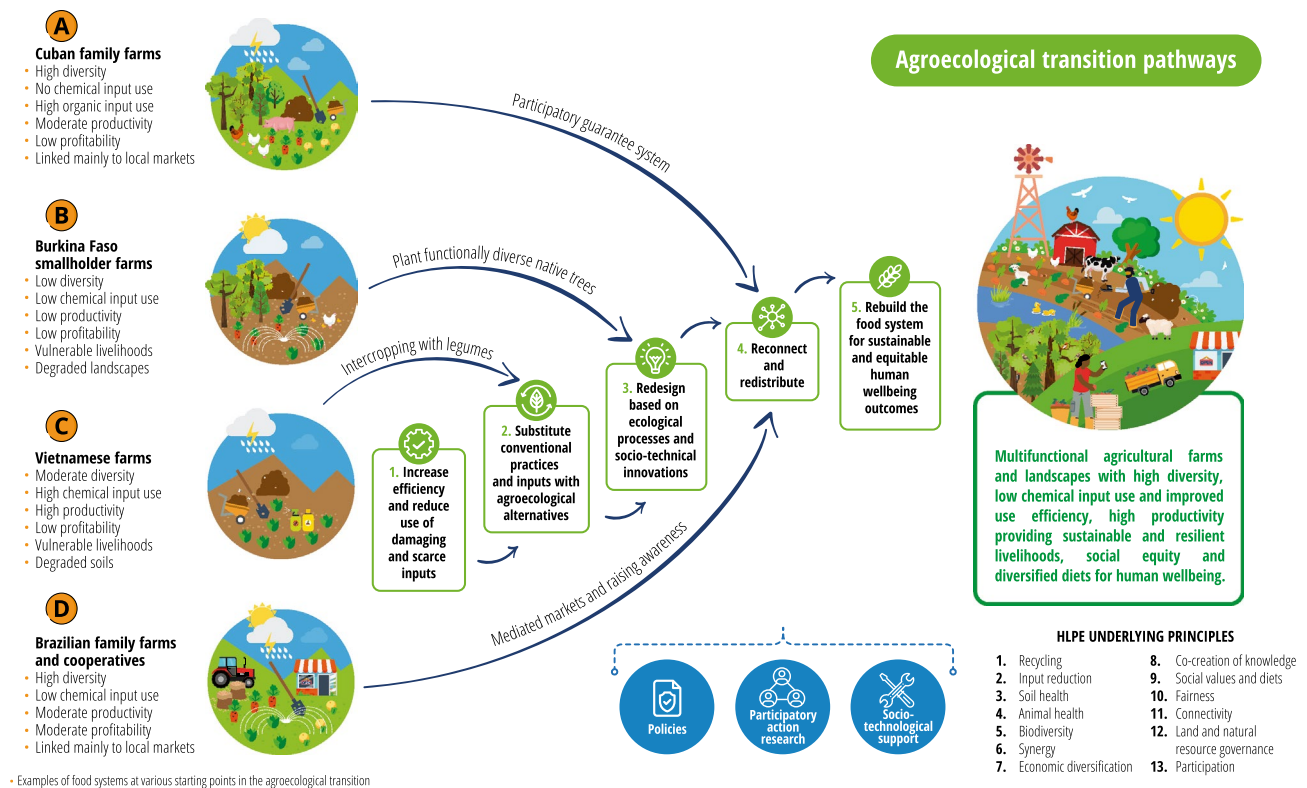 Agroecological transition pathways
A
Cuban family farms
• High diversity
• No chemical input use
• High organic input use
• Moderate productivity
• Low profitability
• Linked mainly to local markets
B
Burkina Faso
smallholder farms
• Low diversity
• Low chemical input use
• Low productivity
• Low profitability
• Vulnerable livelihoods
• Degraded landscapes
C
Vietnamese farms
• Moderate diversity
• High chemical input use
• High productivity
• Low profitability
• Vulnerable livelihoods
• Degraded soils
D
Brazilian family farms
and cooperatives
• High diversity
• Low chemical input use
• Moderate productivity
• Moderate profitability
• Linked mainly to local markets
• Examples of food systems at various starting points in the agroecological transition
Participatory guarantee system
Plant functionally diverse native trees
Intercropping with legumes
Mediated markets and raising awareness
1. Increase
efficiency
and reduce
use of
damaging
and scarce
inputs
2. Substitute
conventional
practices
and inputs with
agroecological
alternatives
3. Redesign
based on
ecological
processes and
socio-technical
innovations
4. Reconnect
and
redistribute
5. Rebuild the
food system
for sustainable
and equitable
human
wellbeing
outcomes
Policies
Participatory
action
research
Socio-
technological
support
Multifunctional agricultural farms
and landscapes with high diversity,
low chemical input use and improved
use efficiency, high productivity
providing sustainable and resilient
livelihoods, social equity and
diversified diets for human wellbeing.
HLPE UNDERLYING PRINCIPLES
1. Recycling
2. Input reduction
3. Soil health
4. Animal health
5. Biodiversity
6. Synergy
7. Economic diversification
8. Co-creation of knowledge
9. Social values and diets
10. Fairness
11. Connectivity
12. Land and natural
resource governance
13. Participation